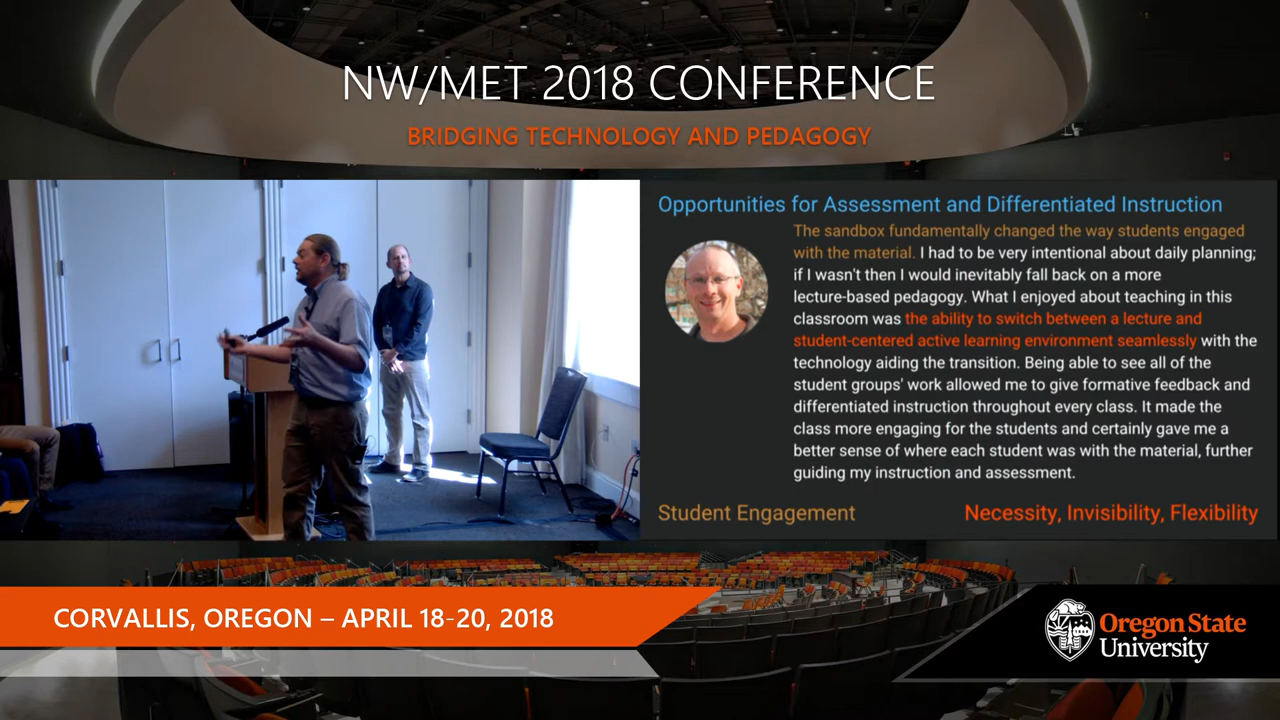 NW/MET 2018 CONFERENCE
BRIDGING TECHNOLOGY AND PEDAGOGY
Opportunities for Assessment and Differentiated Instruction
The sandbox fundamentally changed the way students engaged
with the material. I had to be very intentional about daily planning;
if I wasn't then I would inevitably fall back on a more
lecture-based pedagogy. What I enjoyed about teaching in this
classroom was the ability to switch between a lecture and
student-centered active learning environment seamlessly with the
technology aiding the transition. Being able to see all of the
student groups' work allowed me to give formative feedback and
differentiated instruction throughout every class. It made the
class more engaging for the students and certainly gave me a
better sense of where each student was with the material, further
guiding my instruction and assessment.
Student Engagement
Necessity, Invisibility, Flexibility
CORVALLIS, OREGON – APRIL 18-20, 2018
Oregon State
University